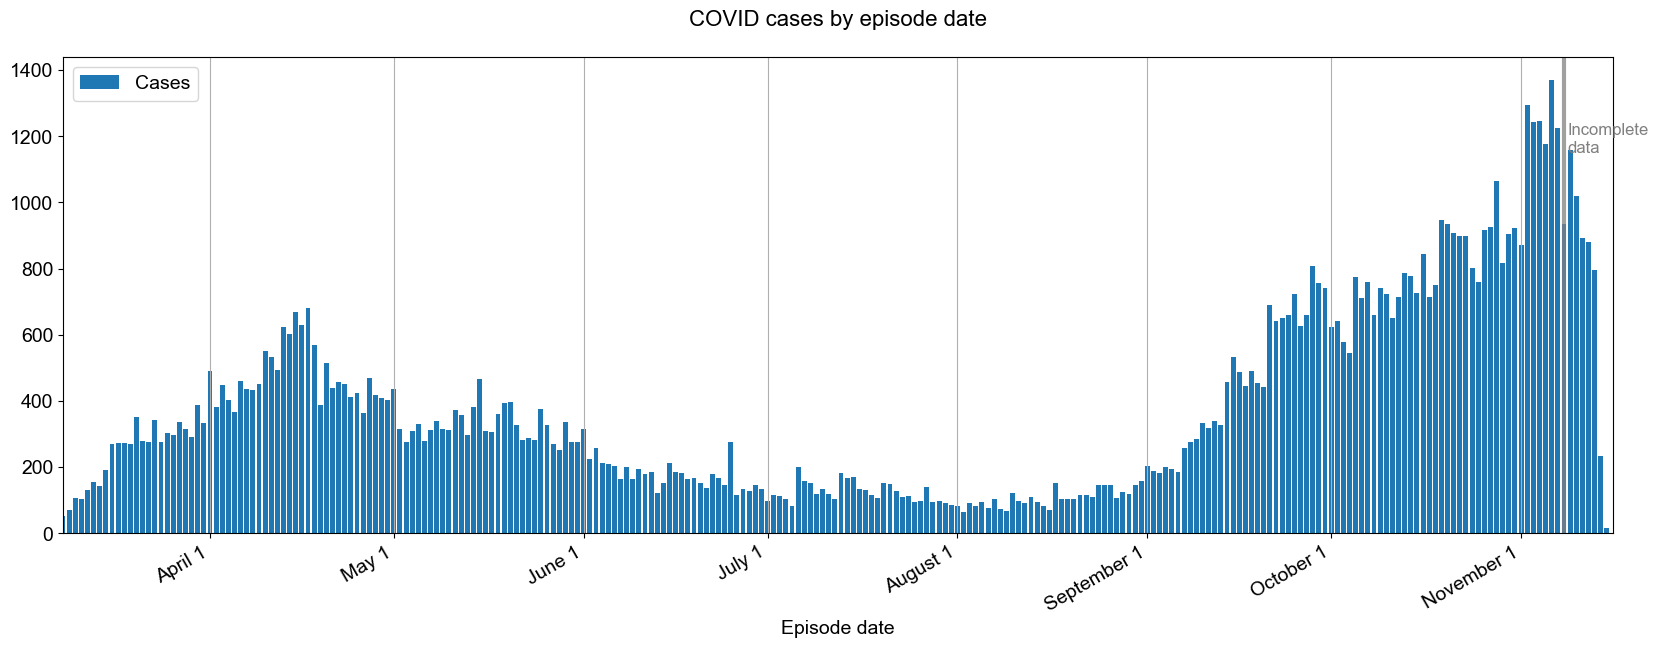 COVID cases by episode date
1400
1200
1000
800
600
400
200
0
Cases
Incomplete
data
April 1
May 1
June 1
July 1
August 1
September 1
October 1
November 1
Episode date